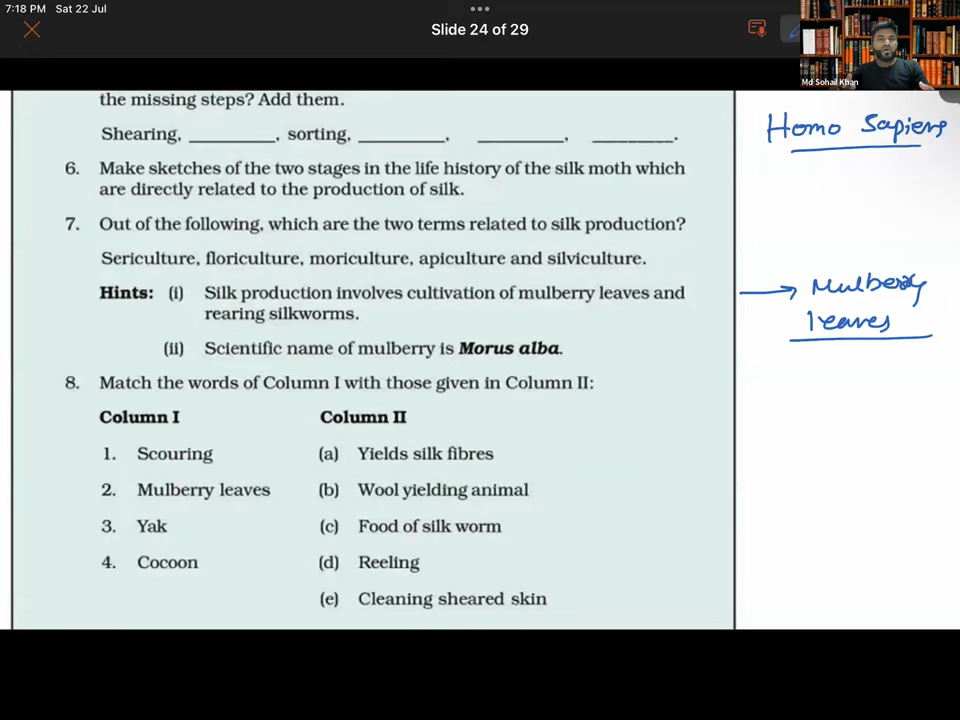 7:18 PM Sat 22 Jul
Slide 24 of 29
Md Sohail Khan
the missing steps? Add them.
Shearing, __________, sorting, __________, __________, __________.
Homo Sapiens
6. Make sketches of the two stages in the life history of the silk moth which
are directly related to the production of silk.
7. Out of the following, which are the two terms related to silk production?
Sericulture, floriculture, moriculture, apiculture and silviculture.
Hints: (i) Silk production involves cultivation of mulberry leaves and
rearing silkworms.
Mulberry
leaves
(ii) Scientific name of mulberry is Morus alba.
8. Match the words of Column I with those given in Column II:
Column I Column II
1. Scouring (a) Yields silk fibres
2. Mulberry leaves (b) Wool yielding animal
3. Yak (c) Food of silk worm
4. Cocoon (d) Reeling
(e) Cleaning sheared skin